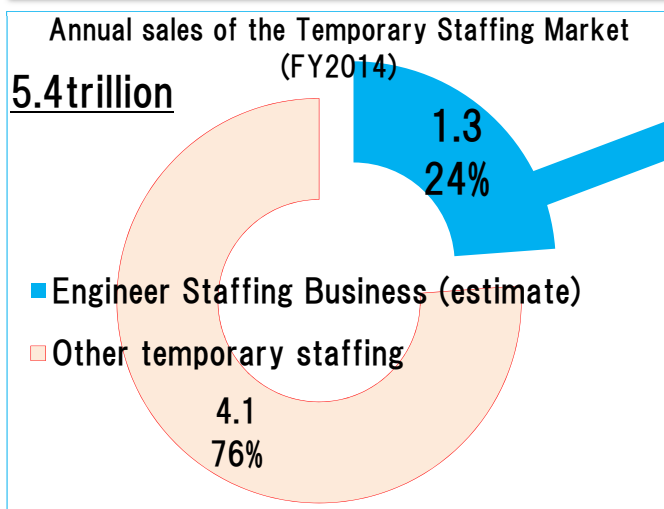 Annual sales of the Temporary Staffing Market
(FY2014)
5.4trillion
1.3
24%
Engineer Staffing Business (estimate)
Other temporary staffing
4.1
76%